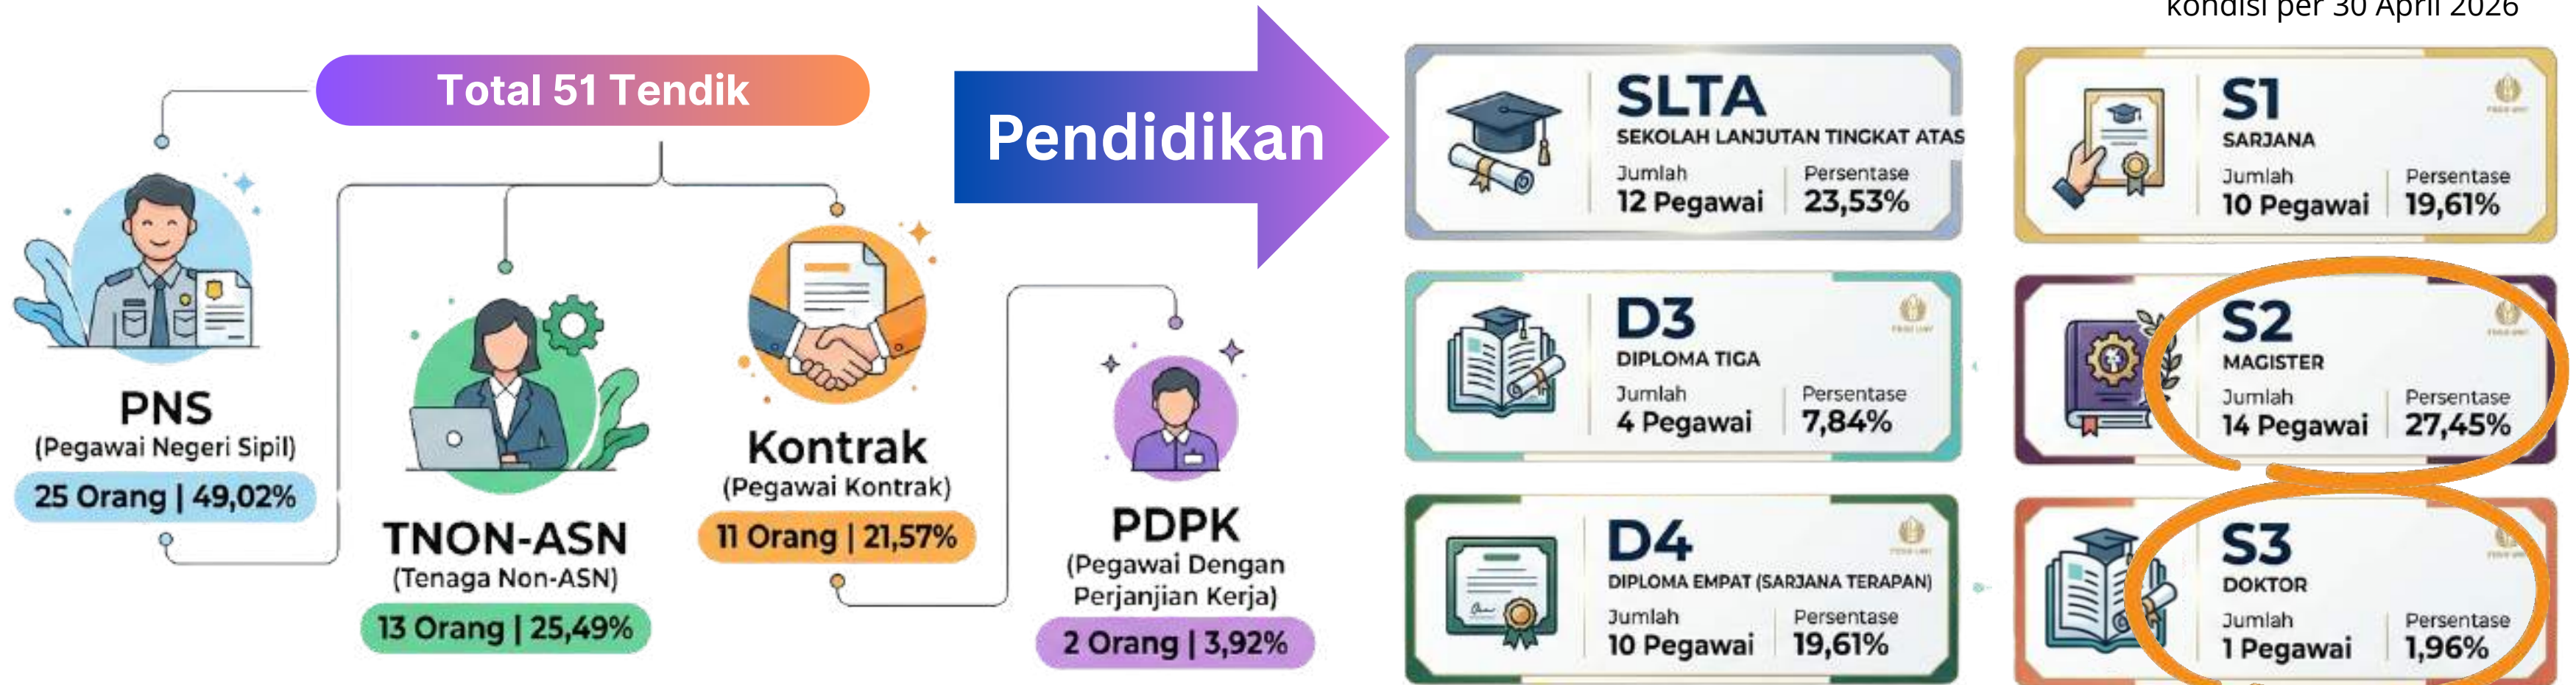 kondisi per 30 April 2026
Total 51 Tendik
PNS
(Pegawai Negeri Sipil)
25 Orang | 49,02%
TNON-ASN
(Tenaga Non-ASN)
13 Orang | 25,49%
Kontrak
(Pegawai Kontrak)
11 Orang | 21,57%
PDPK
(Pegawai Dengan
Perjanjian Kerja)
2 Orang | 3,92%
Pendidikan
SLTA
SEKOLAH LANJUTAN TINGKAT ATAS
Jumlah Persentase
12 Pegawai 23,53%
S1
SARJANA
Jumlah Persentase
10 Pegawai 19,61%
D3
DIPLOMA TIGA
Jumlah Persentase
4 Pegawai 7,84%
S2
MAGISTER
Jumlah Persentase
14 Pegawai 27,45%
D4
DIPLOMA EMPAT (SARJANA TERAPAN)
Jumlah Persentase
10 Pegawai 19,61%
S3
DOKTOR
Jumlah Persentase
1 Pegawai 1,96%